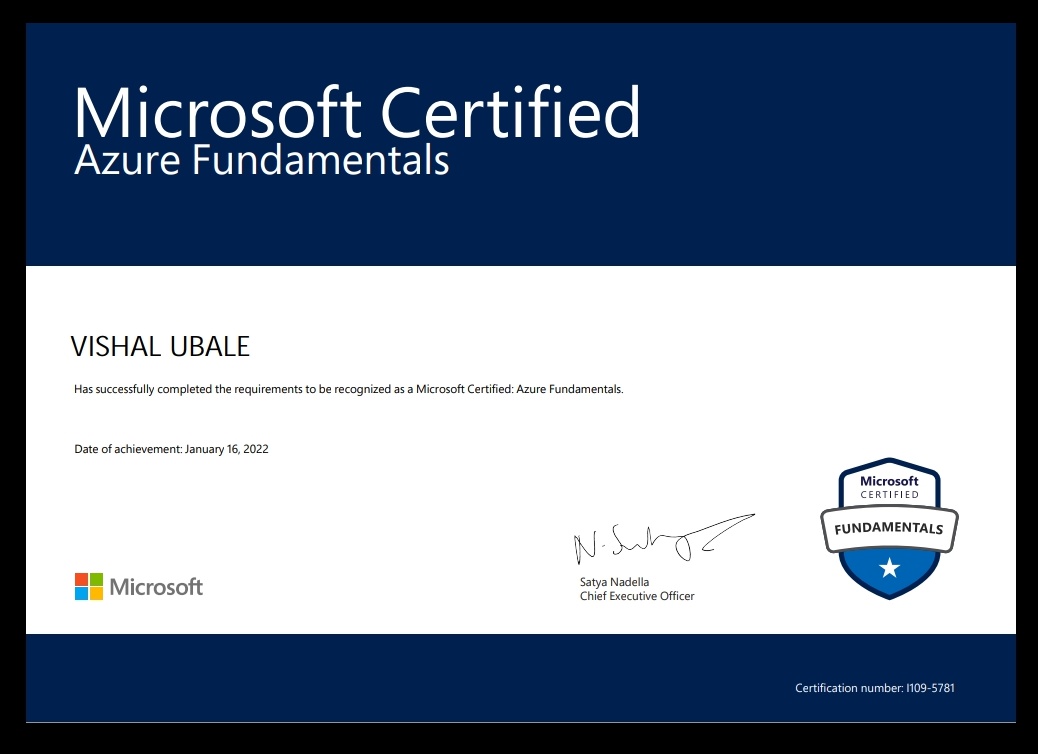 Microsoft Certified
Azure Fundamentals
VISHAL UBALE
Has successfully completed the requirements to be recognized as a Microsoft Certified: Azure Fundamentals.
Date of achievement: January 16, 2022
Microsoft
CERTIFIED
FUNDAMENTALS
N. Satya
Satya Nadella
Chief Executive Officer
Microsoft
Certification number: I109-5781